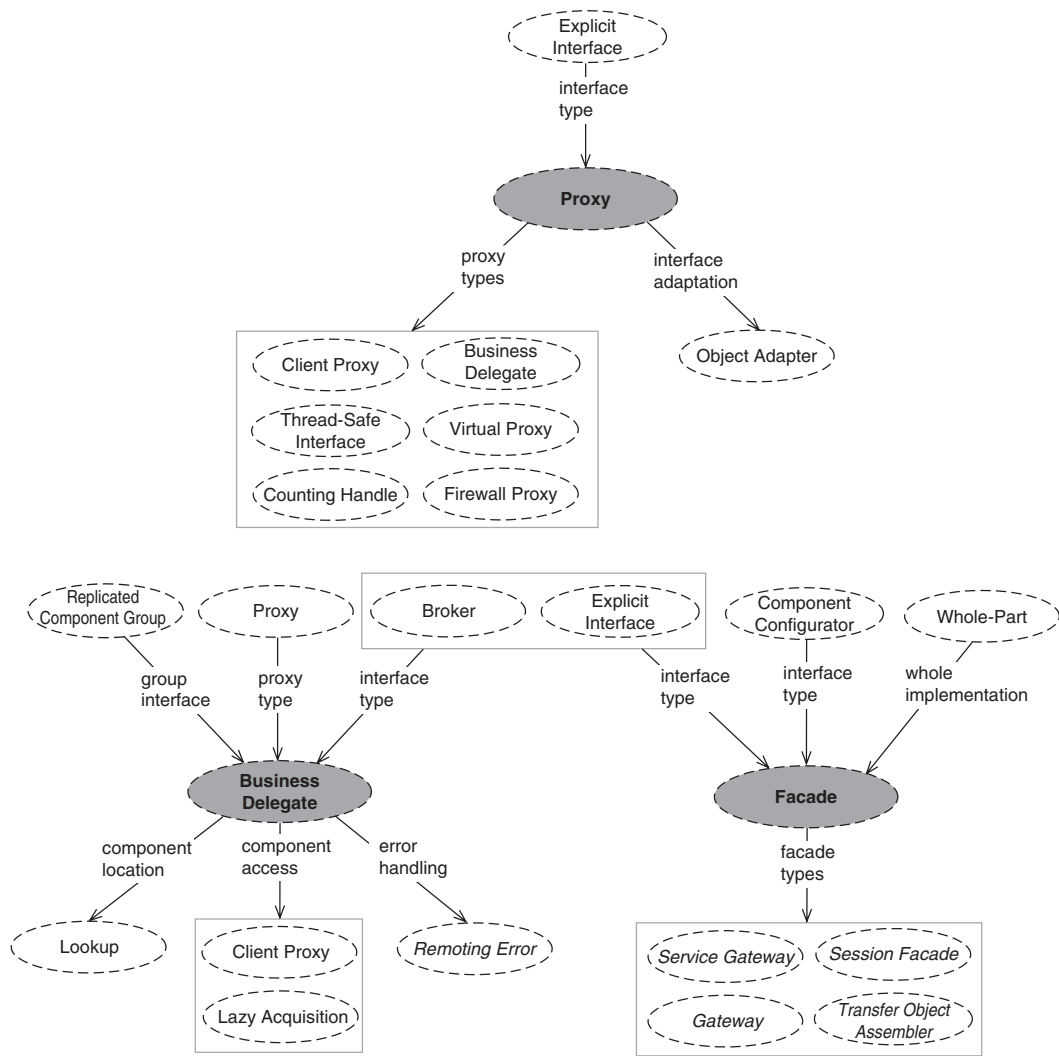 Explicit
Interface
interface
type
Proxy
proxy
types
interface
adaptation
Client Proxy
Business
Delegate
Object Adapter
Thread-Safe
Interface
Virtual Proxy
Counting Handle
Firewall Proxy
Replicated
Component Group
Proxy
Broker
Explicit
Interface
Component
Configurator
Whole-Part
group
interface
proxy
type
interface
type
interface
type
interface
type
whole
implementation
Business
Delegate
Facade
component
location
component
access
error
handling
facade
types
Lookup
Client Proxy
Lazy Acquisition
Remoting Error
Service Gateway
Session Facade
Gateway
Transfer Object
Assembler